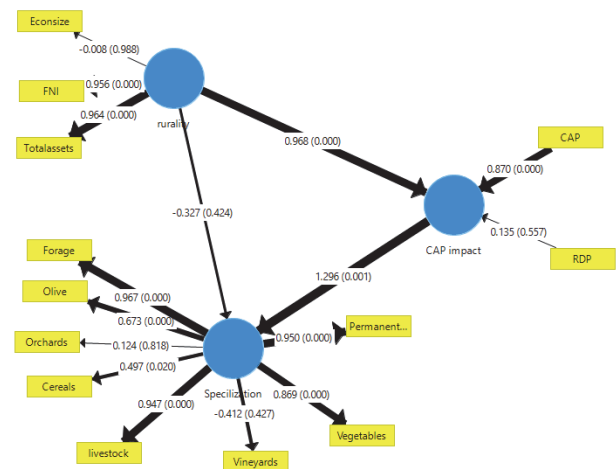 Econsize
-0.008 (0.988)
FNI
0.956 (0.000)
0.964 (0.000)
Totalassets
rurality
0.968 (0.000)
CAP
0.870 (0.000)
-0.327 (0.424)
CAP impact
0.135 (0.557)
RDP
Forage
1.296 (0.001)
Olive
0.967 (0.000)
0.673 (0.000)
Orchards
0.124 (0.818)
0.950 (0.000)
Permanent...
Cereals
0.497 (0.020)
Specilization
0.947 (0.000)
-0.412 (0.427)
0.869 (0.000)
livestock
Vineyards
Vegetables